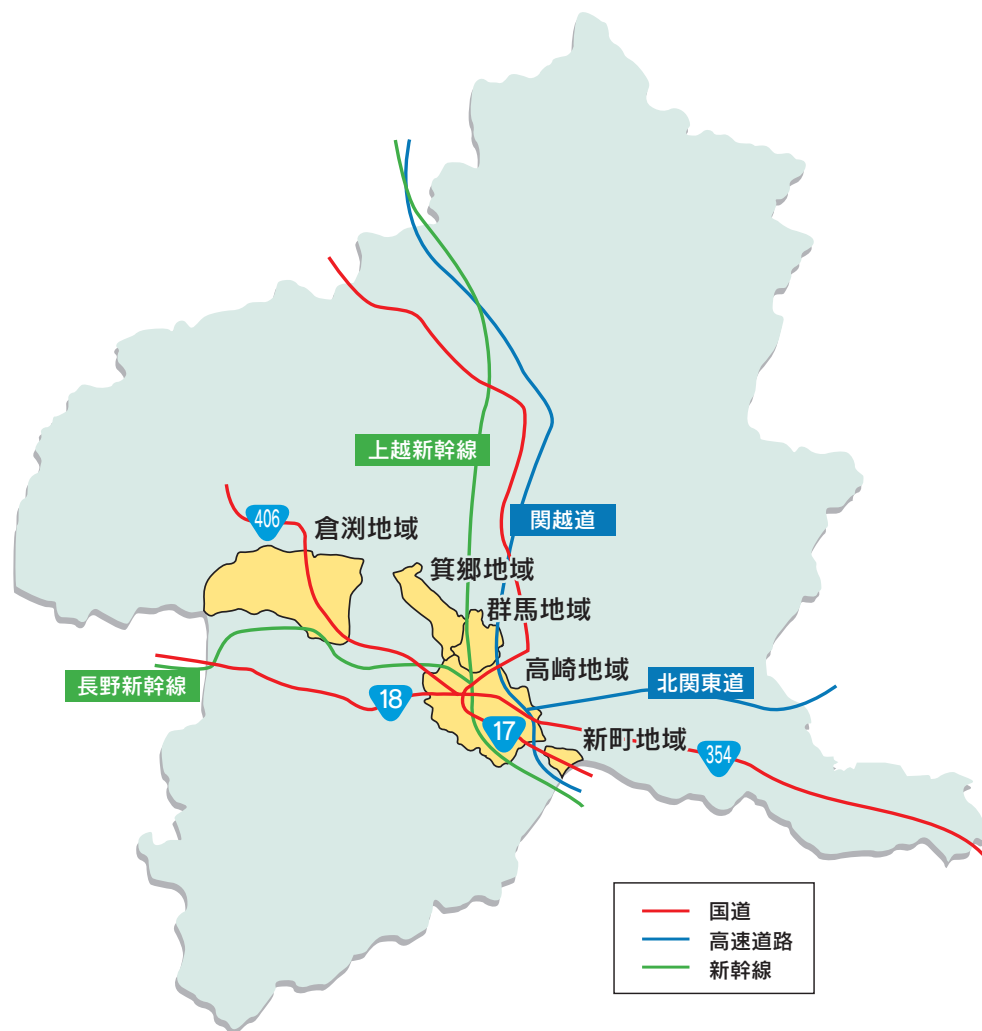 上越新幹線
関越道
406
倉渕地域
箕郷地域
群馬地域
高崎地域
長野新幹線
北関東道
18
17
新町地域
354
国道
高速道路
新幹線